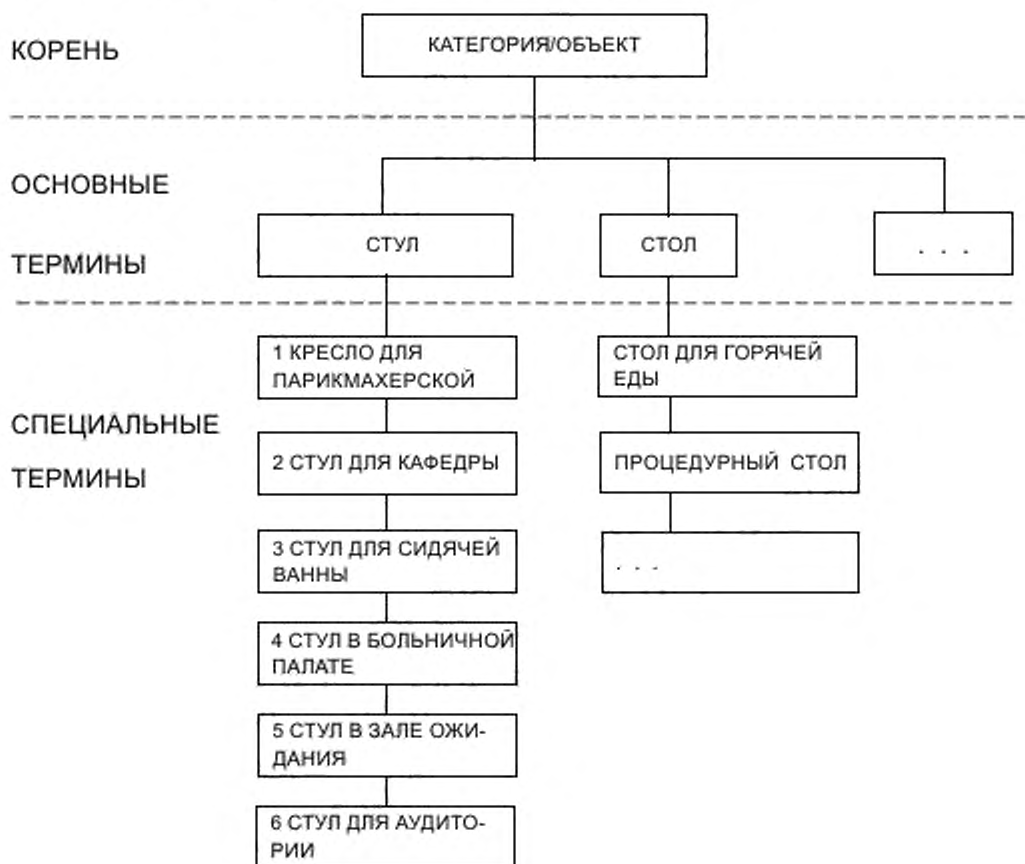 КОРЕНЬ
КАТЕГОРИЯ/ОБЪЕКТ
ОСНОВНЫЕ
ТЕРМИНЫ
СТУЛ
СТОЛ
. . .
СПЕЦИАЛЬНЫЕ
ТЕРМИНЫ
1 КРЕСЛО ДЛЯ
ПАРИКМАХЕРСКОЙ
2 СТУЛ ДЛЯ КАФЕДРЫ
3 СТУЛ ДЛЯ СИДЯЧЕЙ
ВАННЫ
4 СТУЛ В БОЛЬНИЧНОЙ
ПАЛАТЕ
5 СТУЛ В ЗАЛЕ ОЖИ-
ДАНИЯ
6 СТУЛ ДЛЯ АУДИТО-
РИИ
СТОЛ ДЛЯ ГОРЯЧЕЙ
ЕДЫ
ПРОЦЕДУРНЫЙ СТОЛ
. . .